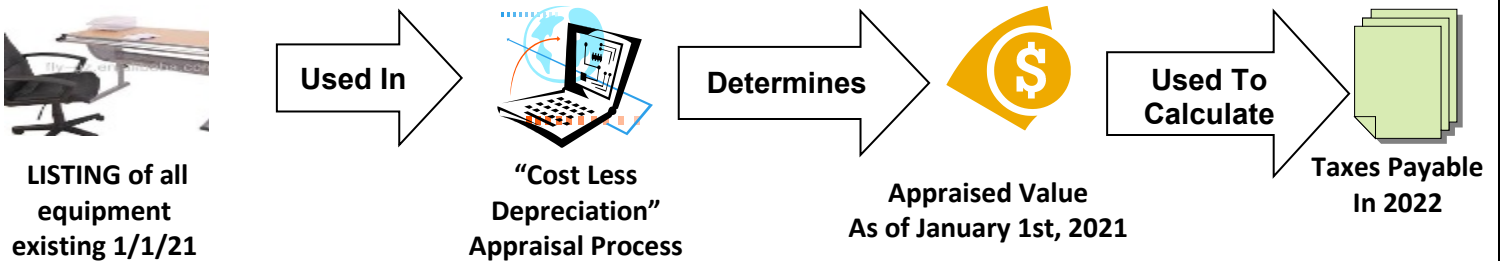 Used In
Determines
Used To
Calculate
LISTING of all
equipment
existing 1/1/21
“Cost Less
Depreciation”
Appraisal Process
Appraised Value
As of January 1st, 2021
Taxes Payable
In 2022